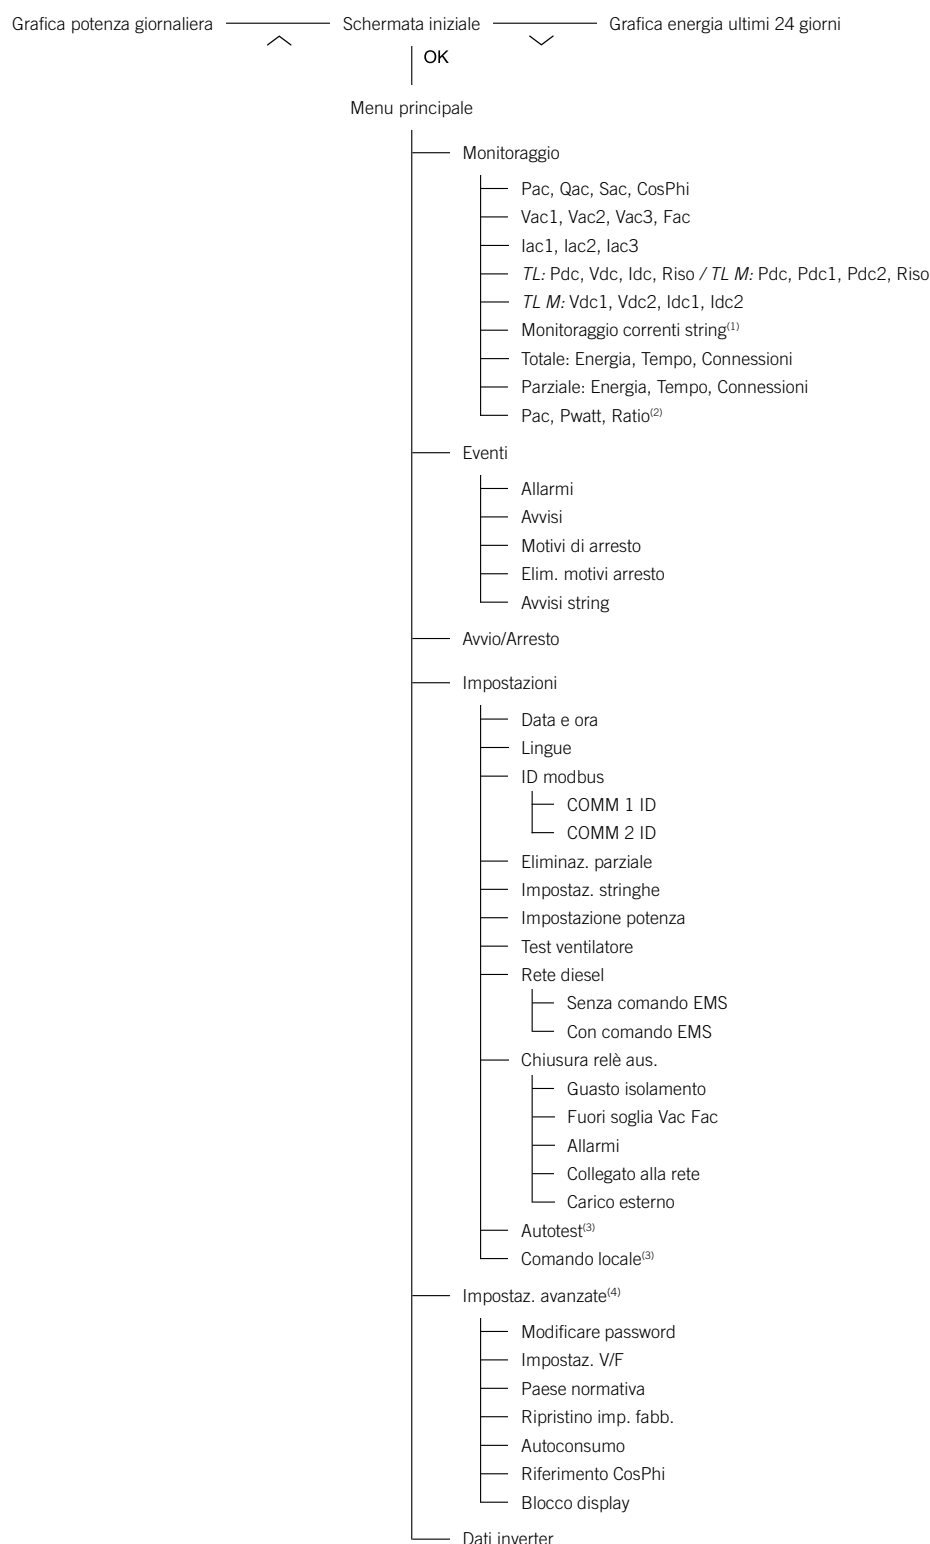 Grafica potenza giornaliera Schermata iniziale Grafica energia ultimi 24 giorni
OK
Menu principale
Monitoraggio
Pac, Qac, Sac, CosPhi
Vac1, Vac2, Vac3, Fac
Iac1, Iac2, Iac3
TL: Pdc, Vdc, Idc, Riso / TL M: Pdc, Pdc1, Pdc2, Riso
TL M: Vdc1, Vdc2, Idc1, Idc2
Monitoraggio correnti string(1)
Totale: Energia, Tempo, Connessioni
Parziale: Energia, Tempo, Connessioni
Pac, Pwatt, Ratio(2)
Eventi
Allarmi
Avvisi
Motivi di arresto
Elim. motivi arresto
Avvisi string
Avvio/Arresto
Impostazioni
Data e ora
Lingue
ID modbus
COMM 1 ID
COMM 2 ID
Eliminaz. parziale
Impostaz. stringhe
Impostazione potenza
Test ventilatore
Rete diesel
Senza comando EMS
Con comando EMS
Chiusura relè aus.
Guasto isolamento
Fuori soglia Vac Fac
Allarmi
Collegato alla rete
Carico esterno
Autotest(3)
Comando locale(3)
Impostaz. avanzate(4)
Modificare password
Impostaz. V/F
Paese normativa
Ripristino imp. fabb.
Autoconsumo
Riferimento CosPhi
Blocco display
Dati inverter